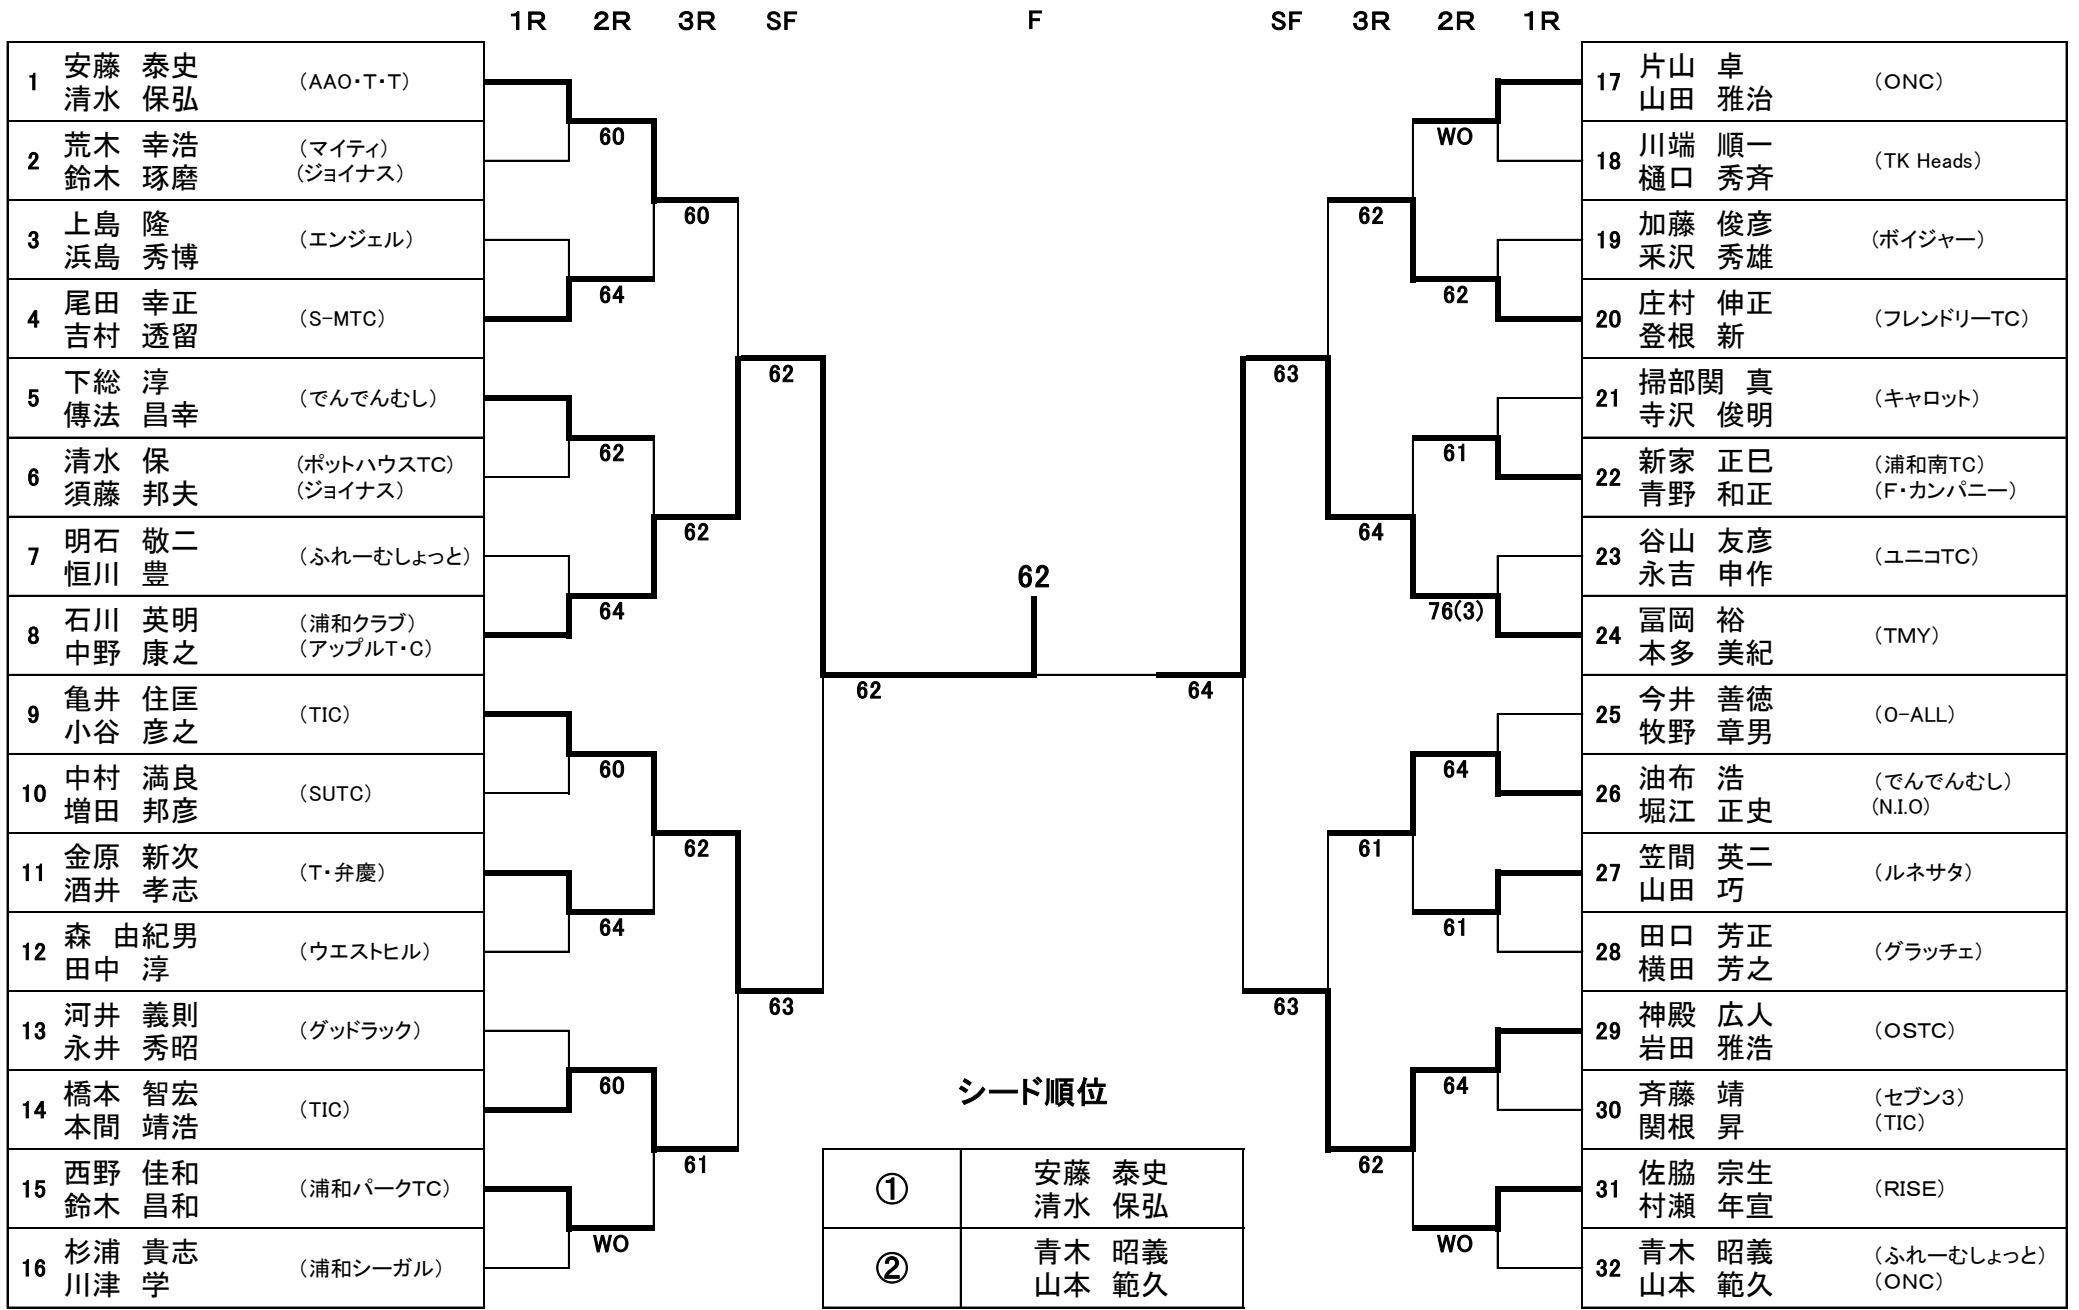 1R 2R 3R SF F SF 3R 2R 1R
1 安藤 泰史 (AAO・T・T)
清水 保弘
2 荒木 幸浩 (マイティ)
鈴木 琢磨 (ジョイナス)
3 上島 隆 (エンジェル)
浜島 秀博
4 尾田 幸正 (S-MTC)
吉村 透留
5 下総 淳 (でんでんむし)
傳法 昌幸
6 清水 保 (ポットハウスTC)
須藤 邦夫 (ジョイナス)
7 明石 敬二 (ふれーむしょっと)
恒川 豊
8 石川 英明 (浦和クラブ)
中野 康之 (アップルT・C)
9 亀井 住匡 (TIC)
小谷 彦之
10 中村 満良 (SUTC)
増田 邦彦
11 金原 新次 (T・弁慶)
酒井 孝志
12 森 由紀男 (ウエストヒル)
田中 淳
13 河井 義則 (グッドラック)
永井 秀昭
14 橋本 智宏 (TIC)
本間 靖浩
15 西野 佳和 (浦和パークTC)
鈴木 昌和
16 杉浦 貴志 (浦和シーガル)
川津 学
60
64
62
64
60
64
60
WO
60
62
62
61
62
63
62
62
64
63
63
62
64
61
62
WO
62
61
76(3)
64
61
64
WO
17 片山 卓 (ONC)
山田 雅治
18 川端 順一 (TK Heads)
樋口 秀斉
19 加藤 俊彦 (ボイジャー)
釆沢 秀雄
20 庄村 伸正 (フレンドリーTC)
登根 新
21 掃部関 真 (キャロット)
寺沢 俊明
22 新家 正巳 (浦和南TC)
青野 和正 (F・カンパニー)
23 谷山 友彦 (ユニコTC)
永吉 申作
24 冨岡 裕 (TMY)
本多 美紀
25 今井 善徳 (O-ALL)
牧野 章男
26 油布 浩 (でんでんむし)
堀江 正史 (N.I.O)
27 笠間 英二 (ルネサタ)
山田 巧
28 田口 芳正 (グラッチェ)
横田 芳之
29 神殿 広人 (OSTC)
岩田 雅浩
30 斉藤 靖 (セブン3)
関根 昇 (TIC)
31 佐脇 宗生 (RISE)
村瀬 年宣
32 青木 昭義 (ふれーむしょっと)
山本 範久 (ONC)
シード順位
① 安藤 泰史
清水 保弘
② 青木 昭義
山本 範久